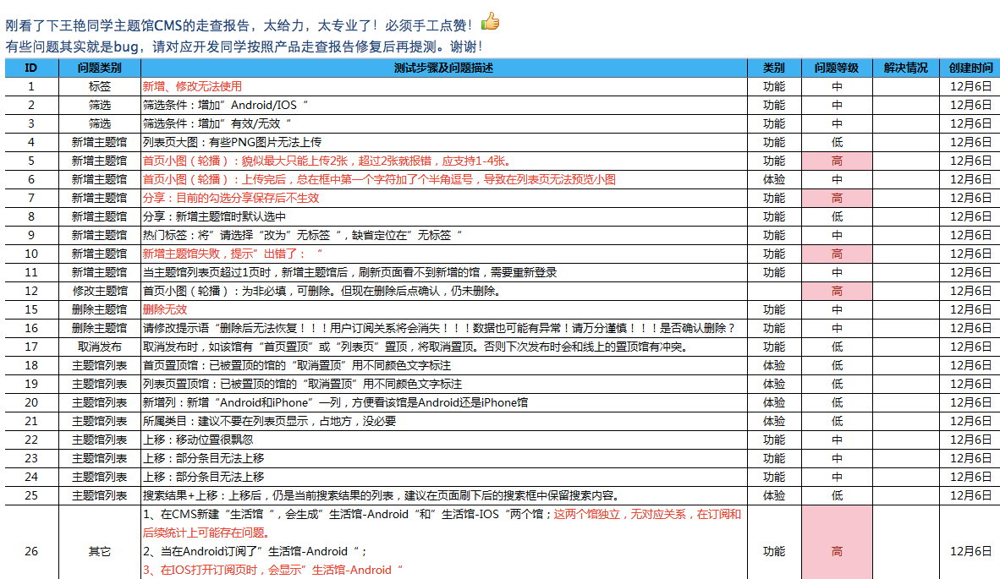 刚看了下王艳同学主题馆CMS的走查报告，太给力，太专业了！必须手工点赞！
有些问题其实就是bug，请对应开发同学按照产品走查报告修复后再提测。谢谢！
ID 问题类别 测试步骤及问题描述 类别 问题等级 解决情况 创建时间
1 标签 新增、修改无法使用 功能 中 12月6日
2 筛选 筛选条件：增加”Android/IOS“ 功能 中 12月6日
3 筛选 筛选条件：增加”有效/无效“ 功能 中 12月6日
4 新增主题馆 列表页大图：有些PNG图片无法上传 功能 低 12月6日
5 新增主题馆 首页小图（轮播）：貌似最大只能上传2张，超过2张就报错，应支持1-4张。 功能 高 12月6日
6 新增主题馆 首页小图（轮播）：上传完后，总在框中第一个字符加了个半角逗号，导致在列表页无法预览小图 体验 中 12月6日
7 新增主题馆 分享：目前的勾选分享保存后不生效 功能 高 12月6日
8 新增主题馆 分享：新增主题馆时默认选中 功能 低 12月6日
9 新增主题馆 热门标签：将”请选择“改为”无标签“，缺省定位在”无标签“ 功能 中 12月6日
10 新增主题馆 新增主题馆失败，提示”出错了： “ 功能 高 12月6日
11 新增主题馆 当主题馆列表页超过1页时，新增主题馆后，刷新页面看不到新增的馆，需要重新登录 功能 中 12月6日
12 修改主题馆 首页小图（轮播）：为非必填，可删除。但现在删除后点确认，仍未删除。 高 12月6日
15 删除主题馆 删除无效 功能 中 12月6日
16 删除主题馆 请修改提示语“删除后无法恢复！！！用户订阅关系将会消失！！！数据也可能有异常！请万分谨慎！！！是否确认删除？ 功能 中 12月6日
17 取消发布 取消发布时，如该馆有“首页置顶”或“列表页”置顶，将取消置顶。否则下次发布时会和线上的置顶馆有冲突。 功能 低 12月6日
18 主题馆列表 首页置顶馆：已被置顶的馆的“取消置顶”用不同颜色文字标注 体验 低 12月6日
19 主题馆列表 列表页置顶馆：已被置顶的馆的“取消置顶”用不同颜色文字标注 体验 低 12月6日
20 主题馆列表 新增列：新增“Android和iPhone”一列，方便看该馆是Android还是iPhone馆 体验 低 12月6日
21 主题馆列表 所属类目：建议不要在列表页显示，占地方，没必要 体验 低 12月6日
22 主题馆列表 上移：移动位置很飘忽 功能 中 12月6日
23 主题馆列表 上移：部分条目无法上移 功能 中 12月6日
24 主题馆列表 上移：部分条目无法上移 功能 中 12月6日
25 主题馆列表 搜索结果+上移：上移后，仍是当前搜索结果的列表，建议在页面刷下后的搜索框中保留搜索内容。 体验 低 12月6日
1、在CMS新建“生活馆“，会生成”生活馆-Android“和”生活馆-IOS“两个馆；这两个馆独立，无对应关系，在订阅和
后续统计上可能存在问题。
26 其它 2、当在Android订阅了”生活馆-Android“； 功能 高 12月6日
3、在IOS打开订阅页时，会显示”生活馆-Android“